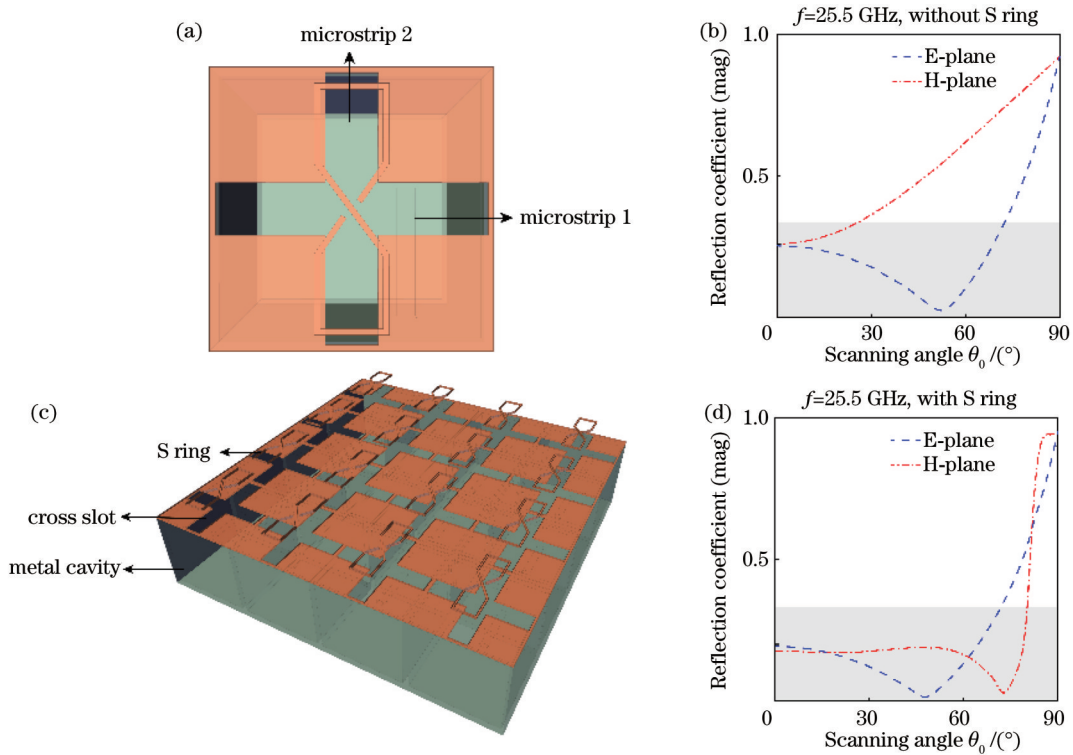 (a)
microstrip 2
microstrip 1
(b)
f=25.5 GHz, without S ring
1.0
0.5
Reflection coefficient (mag)
E-plane
H-plane
0
30
60
90
Scanning angle θ0 /(°)
(c)
S ring
cross slot
metal cavity
(d)
f=25.5 GHz, with S ring
1.0
0.5
Reflection coefficient (mag)
E-plane
H-plane
0
30
60
90
Scanning angle θ0 /(°)